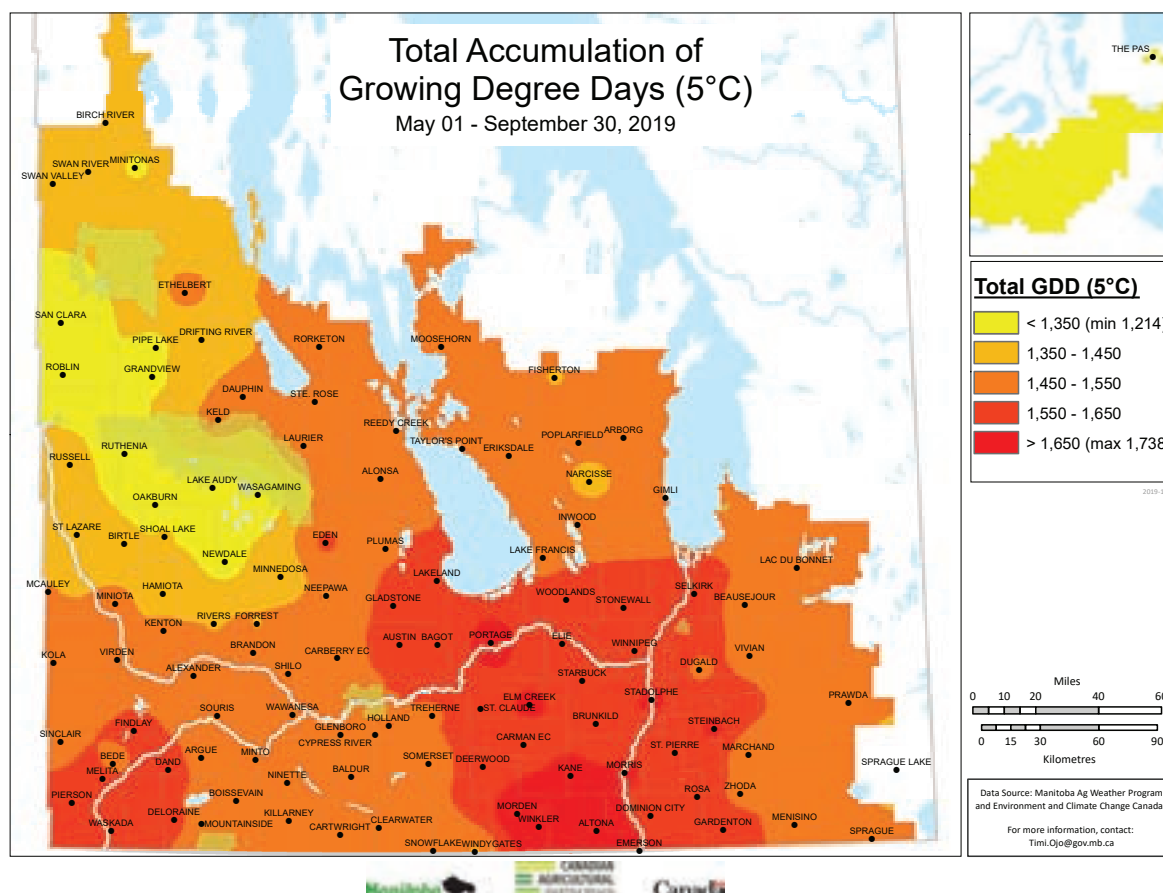 Total Accumulation of
Growing Degree Days (5°C)
May 01 - September 30, 2019
THE PAS
BIRCH RIVER
SWAN RIVER
MINITONAS
SWAN VALLEY
ETHELBERT
SAN CLARA
PIPE LAKE
DRIFTING RIVER
RORKETON
MOOSEHORN
ROBLIN
GRANDVIEW
FISHERTON
DAUPHIN
STE. ROSE
KELD
REEDY CREEK
LAURIER
TAYLOR'S POINT
ERIKSDALE
POPLARFIELD
ARBORG
RUSSELL
RUTHENIA
LAKE AUDY
WASAGAMING
ALONSA
NARCISSE
GIMLI
OAKBURN
ST LAZARE
BIRTLE
SHOAL LAKE
EDEN
PLUMAS
INWOOD
LAKE FRANCIS
NEWDALE
MINNEDOSA
LAC DU BONNET
MCAULEY
MINIOTA
HAMIOTA
NEEPAWA
LAKELAND
GLADSTONE
WOODLANDS
STONEWALL
SELKIRK
BEAUSEJOUR
KENTON
RIVERS
FORREST
AUSTIN
BAGOT
PORTAGE
ELIE
WINNIPEG
KOLA
VIRDEN
BRANDON
CARBERRY EC
DUGALD
VIVIAN
ALEXANDER
SHILO
STARBUCK
STADOLPHE
PRAWDA
SOURIS
WAWANESA
GLENBORO
HOLLAND
TREHERNE
ST. CLAUDE
ELM CREEK
BRUNKILD
STEINBACH
SINCLAIR
FINDLAY
CYPRESS RIVER
CARMAN EC
ST. PIERRE
MARCHAND
SPRAGUE LAKE
BEDE
MELITA
DAND
ARGUE
MINTO
NINETTE
BALDUR
SOMERSET
DEERWOOD
KANE
MORRIS
PIERSON
BOISSEVAIN
ROSA
ZHODA
WASKADA
DELORAINE
MOUNTAINSIDE
KILLARNEY
CARTWRIGHT
CLEARWATER
MORDEN
WINKLER
ALTONA
DOMINION CITY
GARDENTON
MENISINO
SNOWFLAKE
WINDYGATES
EMERSON
SPRAGUE
Total GDD (5°C)
< 1,350 (min 1,214)
1,350 - 1,450
1,450 - 1,550
1,550 - 1,650
> 1,650 (max 1,738
2019-1
Miles
0 10 20 40 60
0 15 30 60 90
Kilometres
Data Source: Manitoba Ag Weather Program
and Environment and Climate Change Canada
For more information, contact:
Timi.Ojo@gov.mb.ca
Manitoba
CANADIAN
AGRICULTURAL
Canada